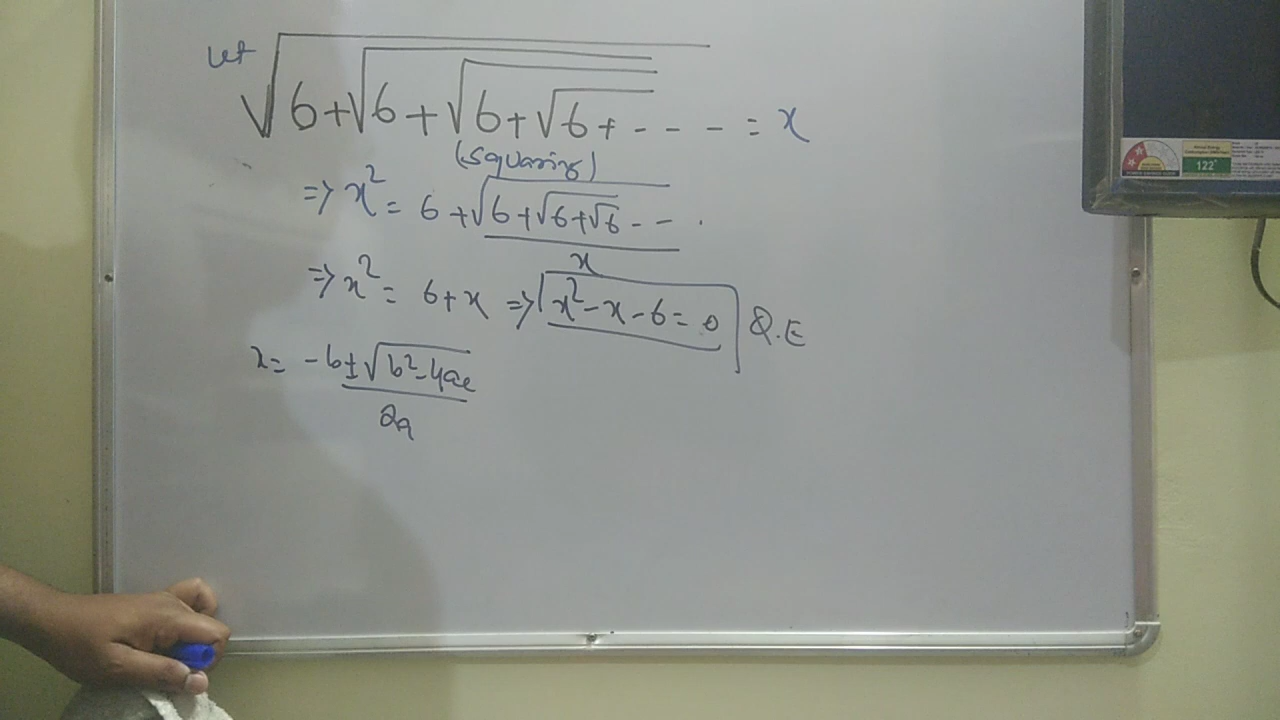 Let √6+√6+√6+√6+---=x
(Squaring)
⇒ x²= 6+√6+√6+√6--- .
x
⇒ x²= 6+x ⇒ x²-x-6=0 Q.E
x= -b±√b²-4ac
2a
122